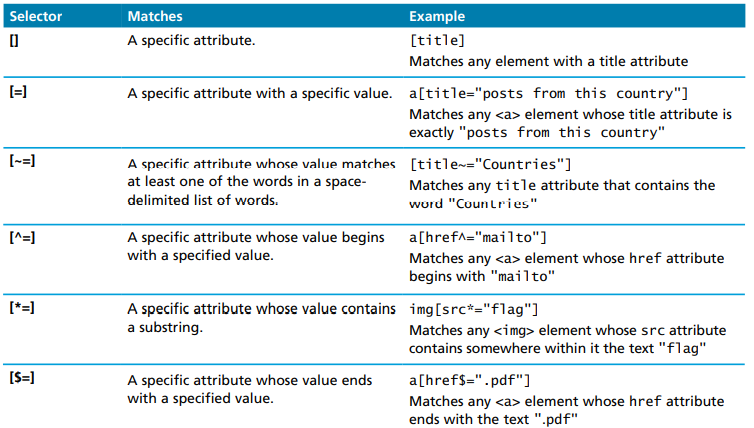 Selector Matches Example
[] A specific attribute. [title]
Matches any element with a title attribute
[=] A specific attribute with a specific value. a[title="posts from this country"]
Matches any <a> element whose title attribute is
exactly "posts from this country"
[~=] A specific attribute whose value matches [title~="Countries"]
at least one of the words in a space- Matches any title attribute that contains the
delimited list of words. word "Countries"
[^=] A specific attribute whose value begins a[href^="mailto"]
with a specified value. Matches any <a> element whose href attribute
begins with "mailto"
[*=] A specific attribute whose value contains img[src*="flag"]
a substring. Matches any <img> element whose src attribute
contains somewhere within it the text "flag"
[$=] A specific attribute whose value ends a[href$=".pdf"]
with a specified value. Matches any <a> element whose href attribute
ends with the text ".pdf"